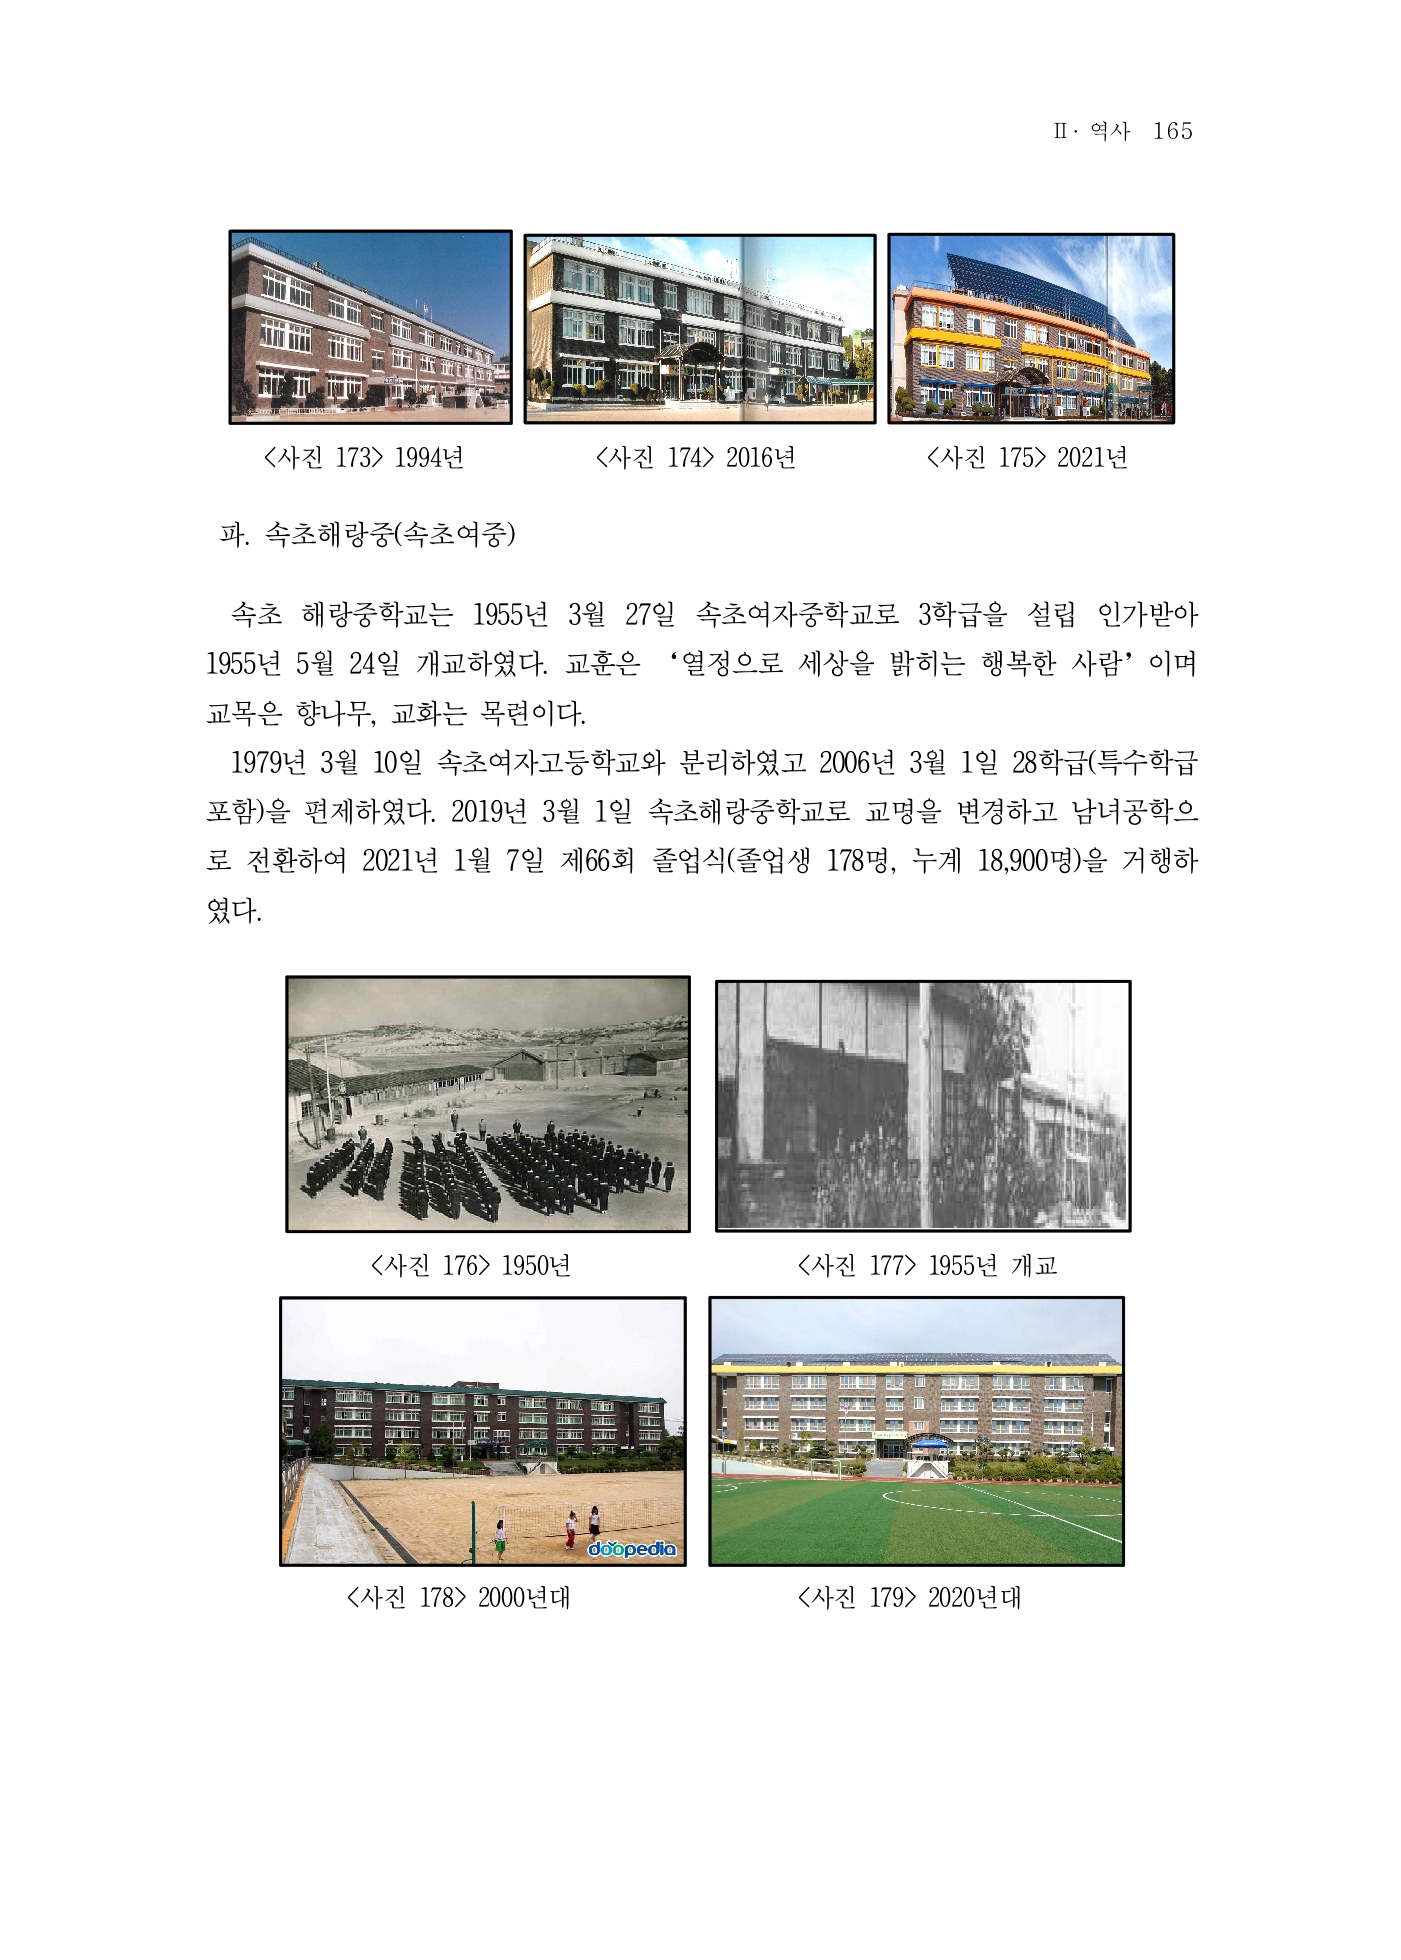 Ⅱ· 역사 165
<사진 173> 1994년
<사진 174> 2016년
<사진 175> 2021년
파. 속초해랑중(속초여중)
속초 해랑중학교는 1955년 3월 27일 속초여자중학교로 3학급을 설립 인가받아
1955년 5월 24일 개교하였다. 교훈은 ‘열정으로 세상을 밝히는 행복한 사람’이며
교목은 향나무, 교화는 목련이다.
1979년 3월 10일 속초여자고등학교와 분리하였고 2006년 3월 1일 28학급(특수학급
포함)을 편제하였다. 2019년 3월 1일 속초해랑중학교로 교명을 변경하고 남녀공학으
로 전환하여 2021년 1월 7일 제66회 졸업식(졸업생 178명, 누계 18,900명)을 거행하
였다.
<사진 176> 1950년
<사진 177> 1955년 개교
doopedia
<사진 178> 2000년대
<사진 179> 2020년대